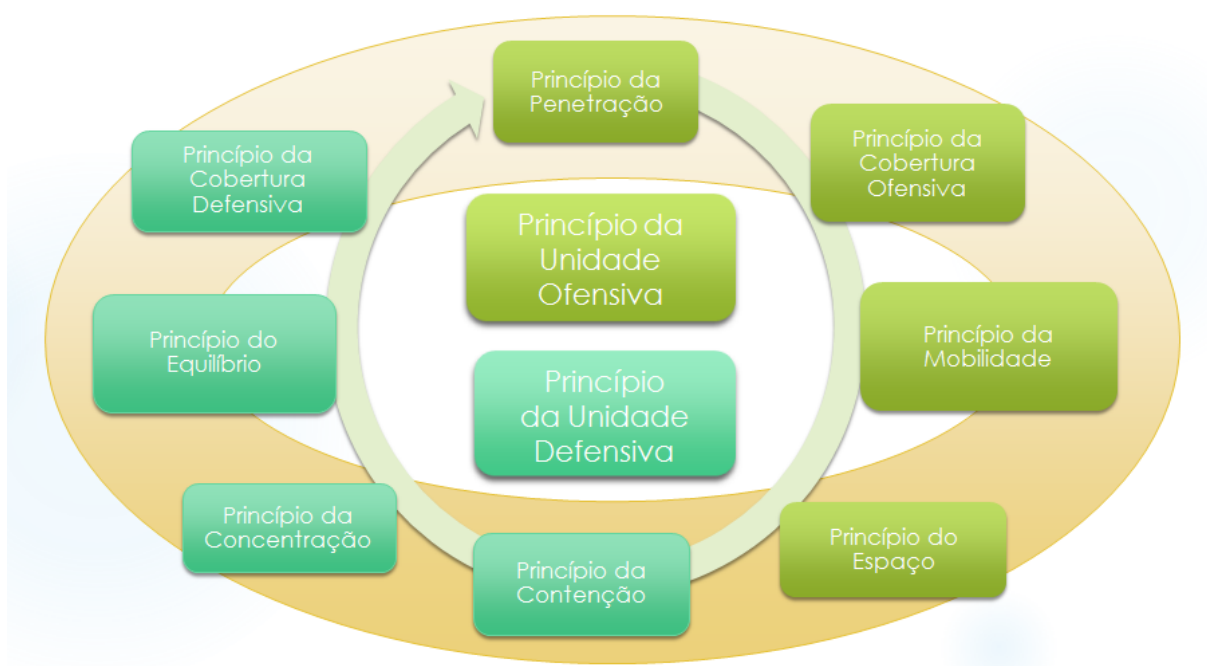 Princípio da
Penetração
Princípio da
Cobertura
Ofensiva
Princípio da
Mobilidade
Princípio do
Espaço
Princípio da
Contenção
Princípio da
Concentração
Princípio do
Equilíbrio
Princípio da
Cobertura
Defensiva
Princípio da
Unidade
Ofensiva
Princípio
da Unidade
Defensiva